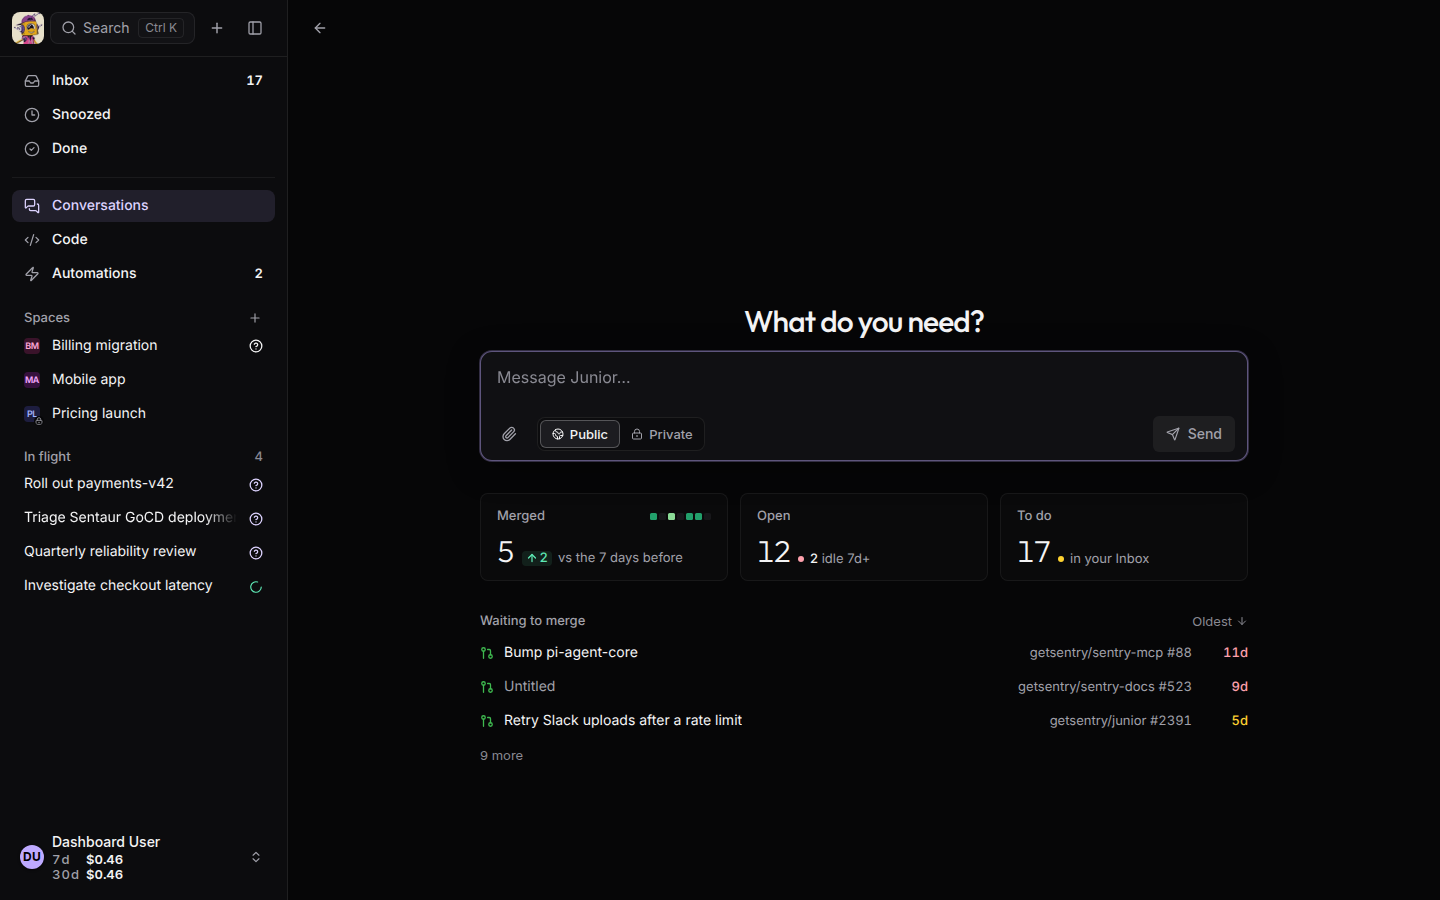 Search Ctrl K
Inbox 17
Snoozed
Done
Conversations
Code
Automations 2
Spaces
BM Billing migration
MA Mobile app
PL Pricing launch
In flight 4
Roll out payments-v42
Triage Sentaur GoCD deployme
Quarterly reliability review
Investigate checkout latency
DU Dashboard User
7d $0.46
30d $0.46
What do you need?
Message Junior...
Public Private Send
Merged
5 2 vs the 7 days before
Open
12 2 idle 7d+
To do
17 in your Inbox
Waiting to merge Oldest
Bump pi-agent-core getsentry/sentry-mcp #88 11d
Untitled getsentry/sentry-docs #523 9d
Retry Slack uploads after a rate limit getsentry/junior #2391 5d
9 more